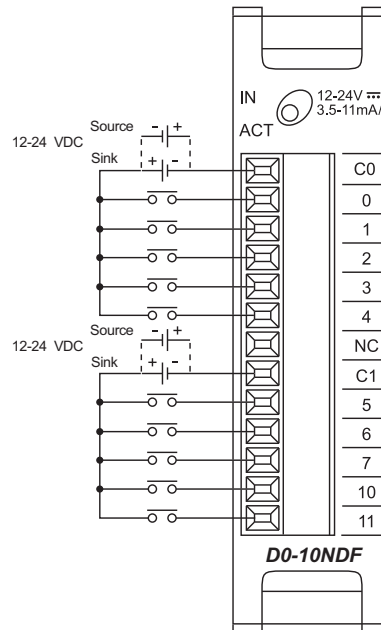 IN
12-24V ⎓
3.5-11mA/
ACT
Source
- +
12-24 VDC
Sink
+ -
C0
0
1
2
3
4
Source
- +
NC
12-24 VDC
Sink
+ -
C1
5
6
7
10
11
D0-10NDF